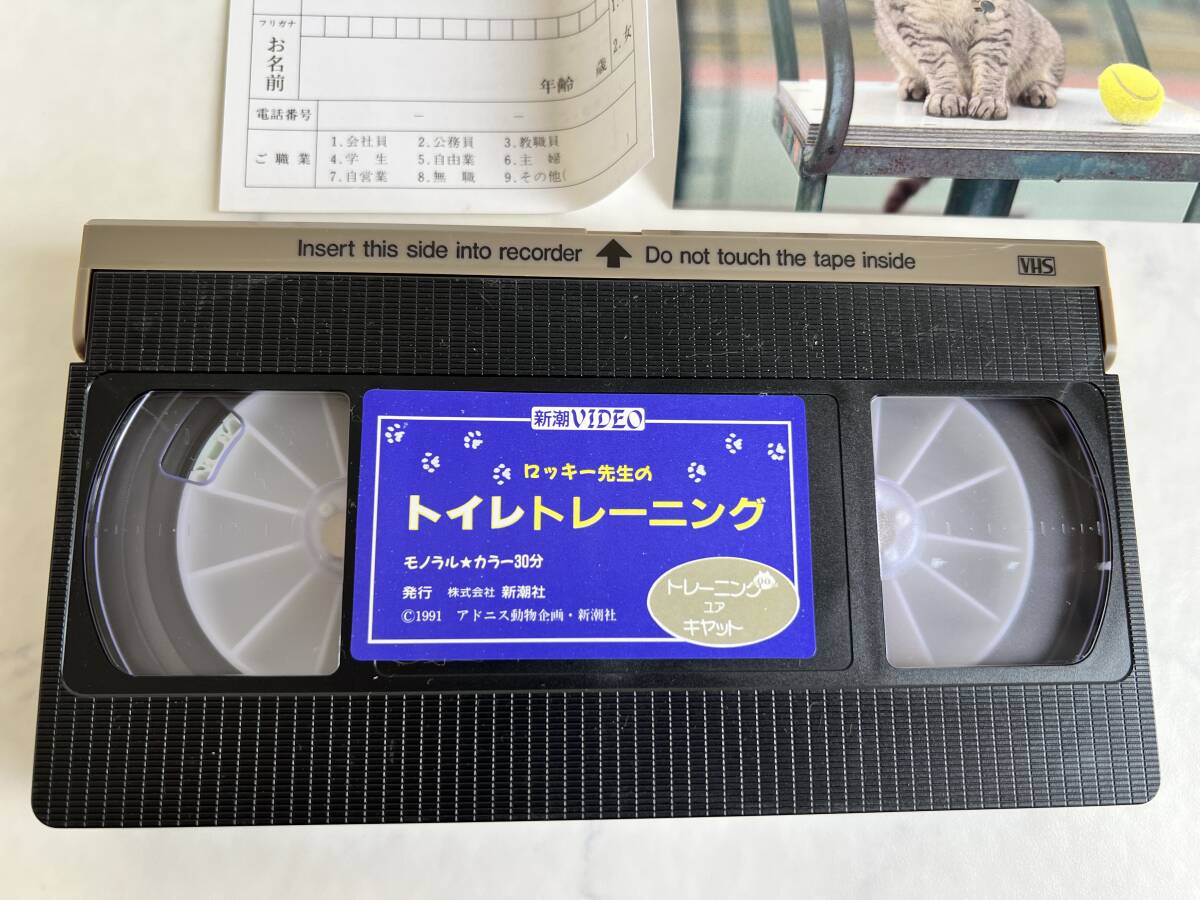 フリガナ
お名前
年齢
歳
1.
2.女
電話番号 － －
ご職業
1.会社員 2.公務員 3.教職員
4.学 生 5.自由業 6.主 婦
7.自営業 8.無 職 9.その他(
)
Insert this side into recorder Do not touch the tape inside
VHS
新潮VIDEO
ロッキー先生の
トイレトレーニング
モノラル★カラー30分
発行 株式会社 新潮社
©1991 アドニス動物企画・新潮社
トレーニング
ユア
キャット